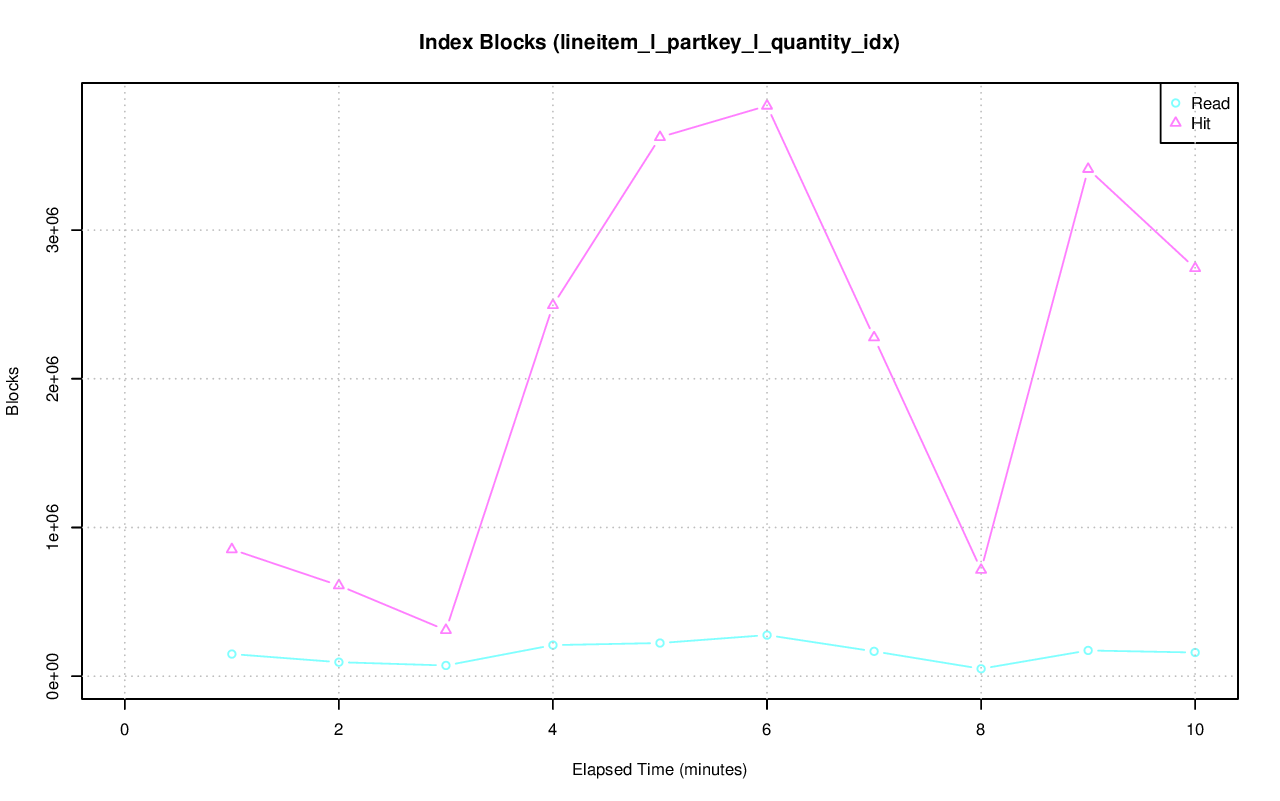 Index Blocks (lineitem_l_partkey_l_quantity_idx)
Read
Hit
Blocks
3e+06
2e+06
1e+06
0e+00
0 2 4 6 8 10
Elapsed Time (minutes)